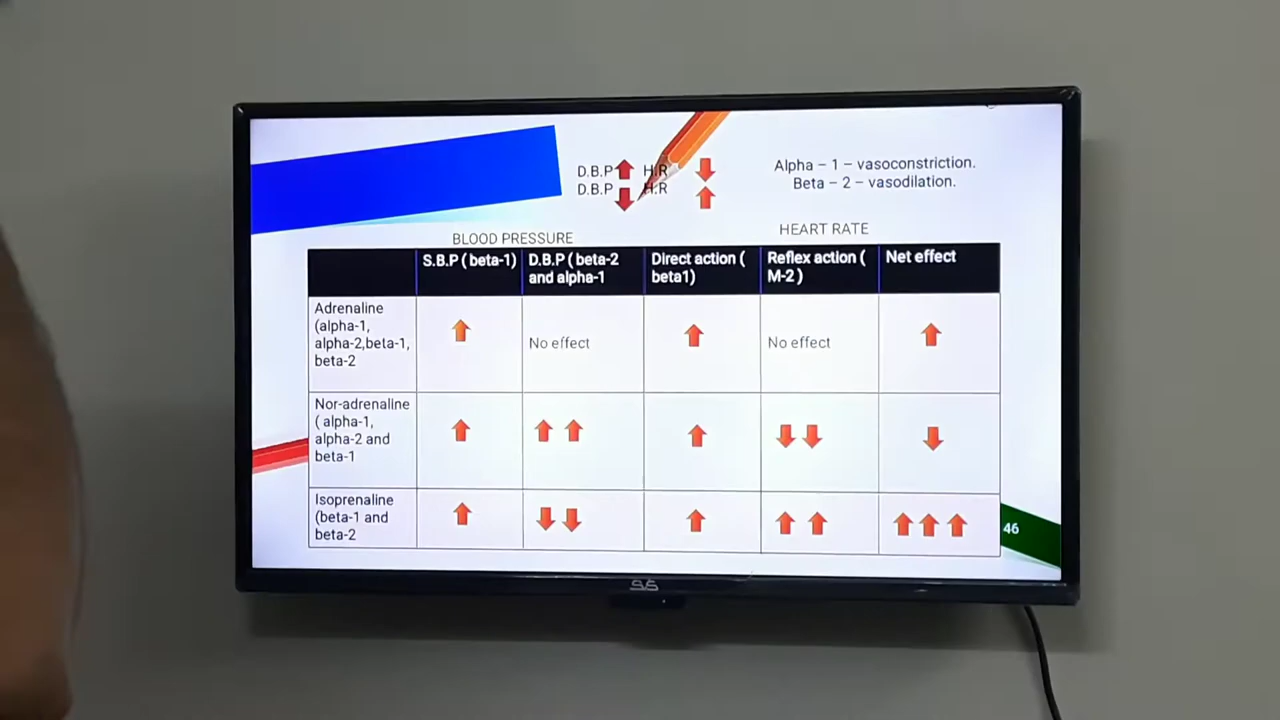 D.B.P H.R
D.B.P H.R
Alpha – 1 – vasoconstriction.
Beta – 2 – vasodilation.
BLOOD PRESSURE
HEART RATE
S.B.P ( beta-1)
D.B.P ( beta-2
and alpha-1
Direct action (
beta1)
Reflex action (
M-2 )
Net effect
Adrenaline
(alpha-1,
alpha-2,beta-1,
beta-2
No effect
No effect
Nor-adrenaline
( alpha-1,
alpha-2 and
beta-1
Isoprenaline
(beta-1 and
beta-2
46
SVS